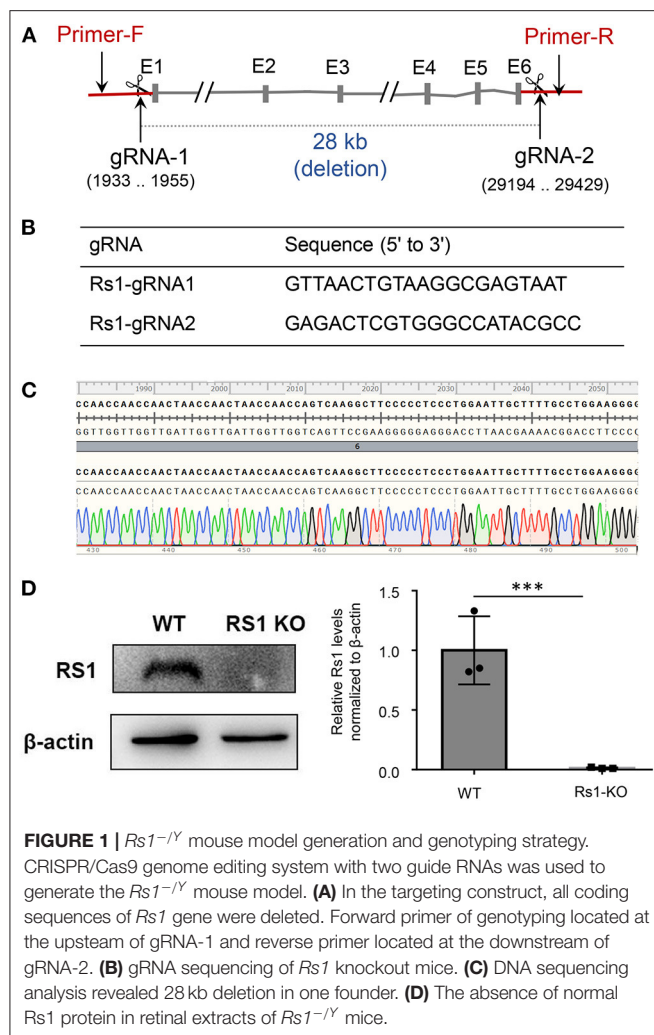 A
Primer-F
Primer-R
E1 E2 E3 E4 E5 E6
28 kb
(deletion)
gRNA-1
(1933 .. 1955)
gRNA-2
(29194 .. 29429)
B
gRNA Sequence (5' to 3')
Rs1-gRNA1 GTTAACTGTAAGGCGAGTAAT
Rs1-gRNA2 GAGACTCGTGGGCCATACGCC
C
1990 2000 2010 2020 2030 2040 2050
CCAACCAACCAACTAACCAACTAACCAACCAGTCAAGGCTTCCCCCTCCCTGGAATTGCTTTTGCCTGGAAGGGG
GGTTGGTTGGTTGATTGGTTGATTGGTTGGTCAGTTCCGAAGGGGGAGGGACCTTAACGAAAACGGACCTTCCCC
6
CCAACCAACCAACTAACCAACTAACCAACCAGTCAAGGCTTCCCCCTCCCTGGAATTGCTTTTGCCTGGAAGGGG
CCAACCAACCAACTAACCAACTAACCAACCAGTCAAGGCTTCCCCCTCCCTGGAATTGCTTTTGCCTGGAAGGGG
430 440 450 460 470 480 490 500
D
WT RS1 KO
RS1
β-actin
Relative Rs1 levels
normalized to β-actin
1.5
1.0
0.5
0.0
***
WT Rs1-KO
FIGURE 1 | Rs1−/Y mouse model generation and genotyping strategy.
CRISPR/Cas9 genome editing system with two guide RNAs was used to
generate the Rs1−/Y mouse model. (A) In the targeting construct, all coding
sequences of Rs1 gene were deleted. Forward primer of genotyping located at
the upsteam of gRNA-1 and reverse primer located at the downstream of
gRNA-2. (B) gRNA sequencing of Rs1 knockout mice. (C) DNA sequencing
analysis revealed 28 kb deletion in one founder. (D) The absence of normal
Rs1 protein in retinal extracts of Rs1−/Y mice.